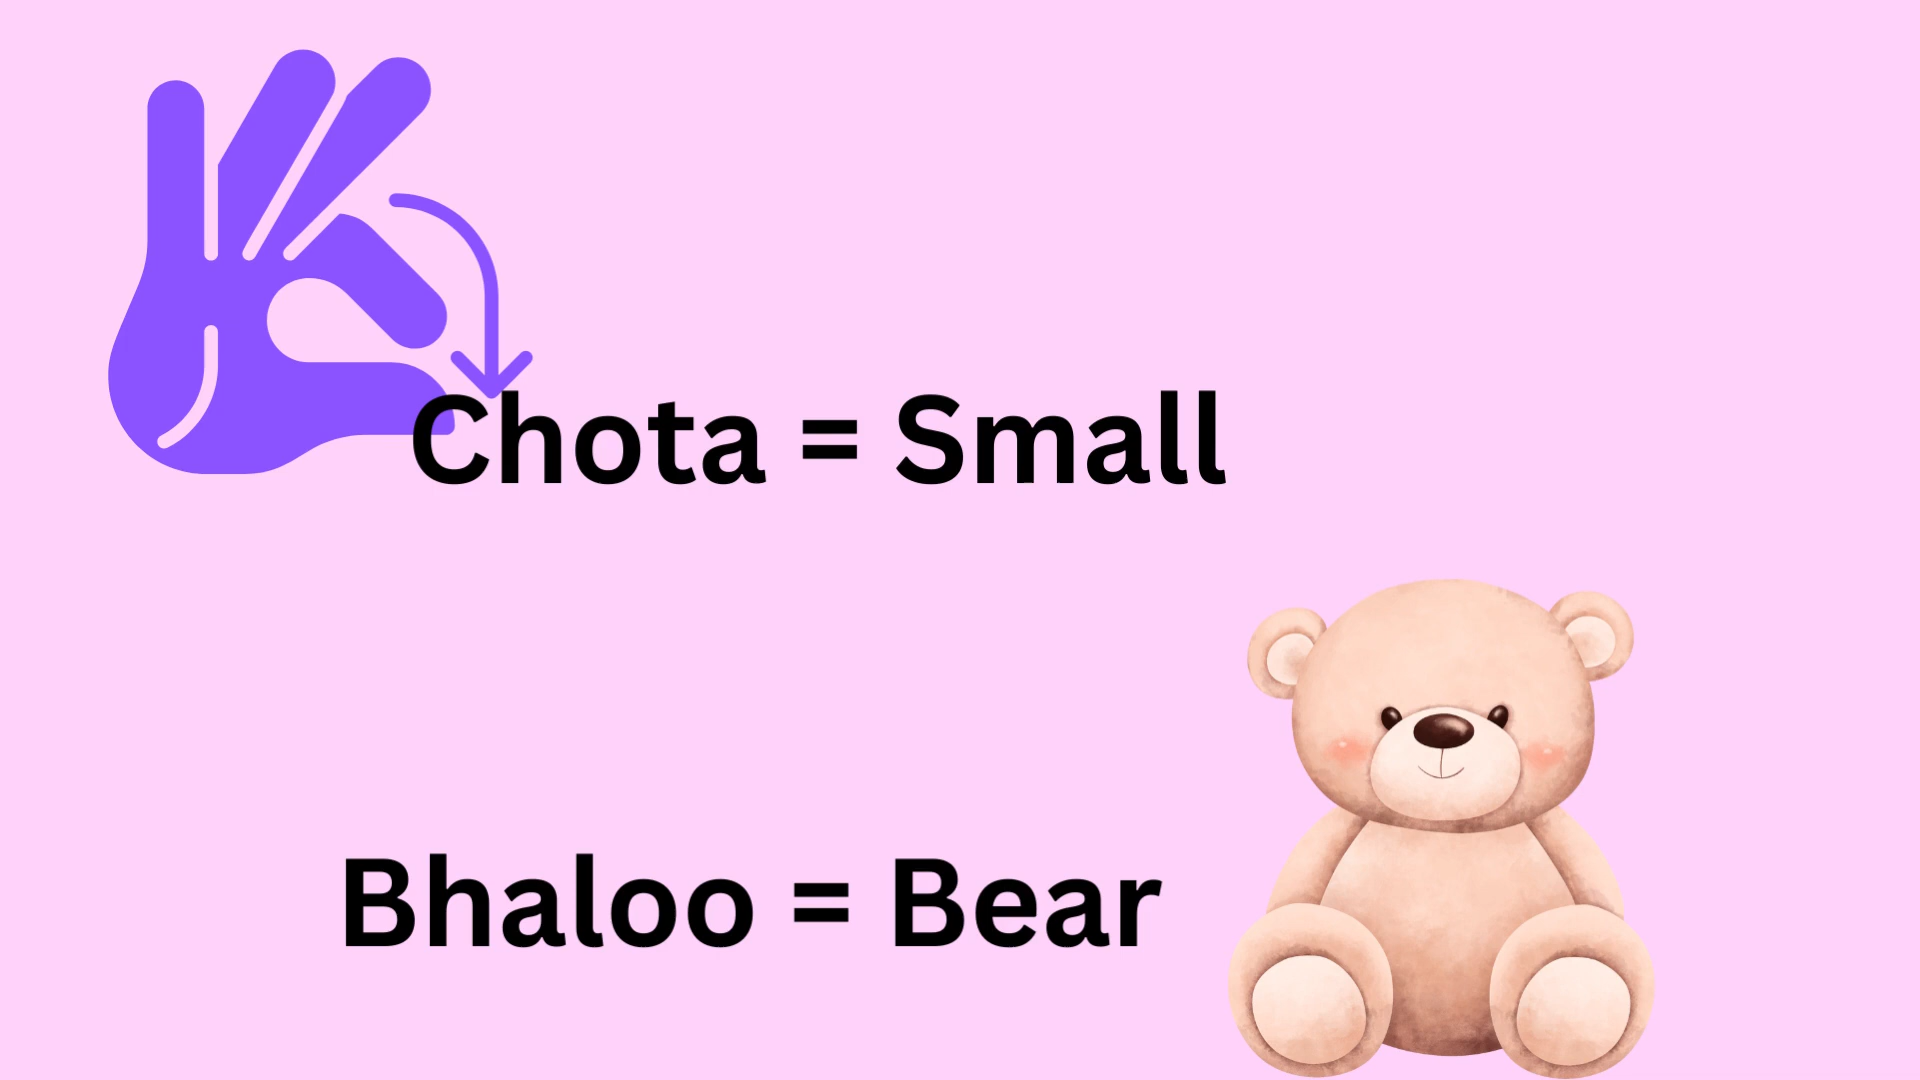 Chota = Small
Bhaloo = Bear